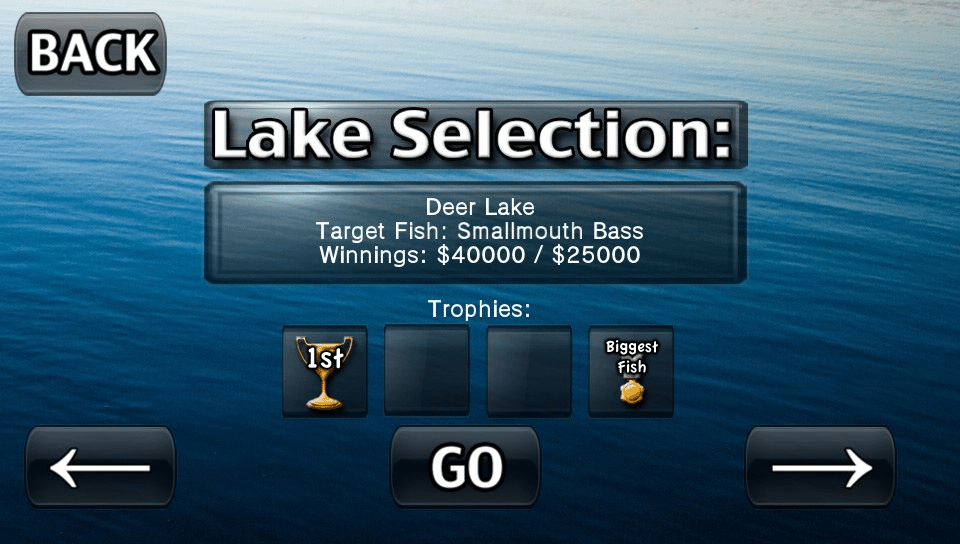 BACK
Lake Selection:
Deer Lake
Target Fish: Smallmouth Bass
Winnings: $40000 / $25000
Trophies:
1st
Biggest
Fish
GO